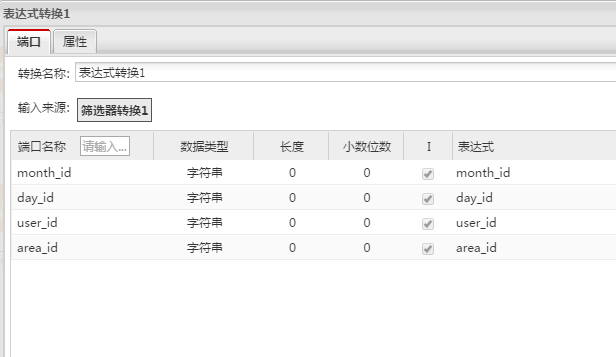 表达式转换1
端口 属性
转换名称: 表达式转换1
输入来源: 筛选器转换1
端口名称 请输入... 数据类型 长度 小数位数 I 表达式
month_id 字符串 0 0 month_id
day_id 字符串 0 0 day_id
user_id 字符串 0 0 user_id
area_id 字符串 0 0 area_id